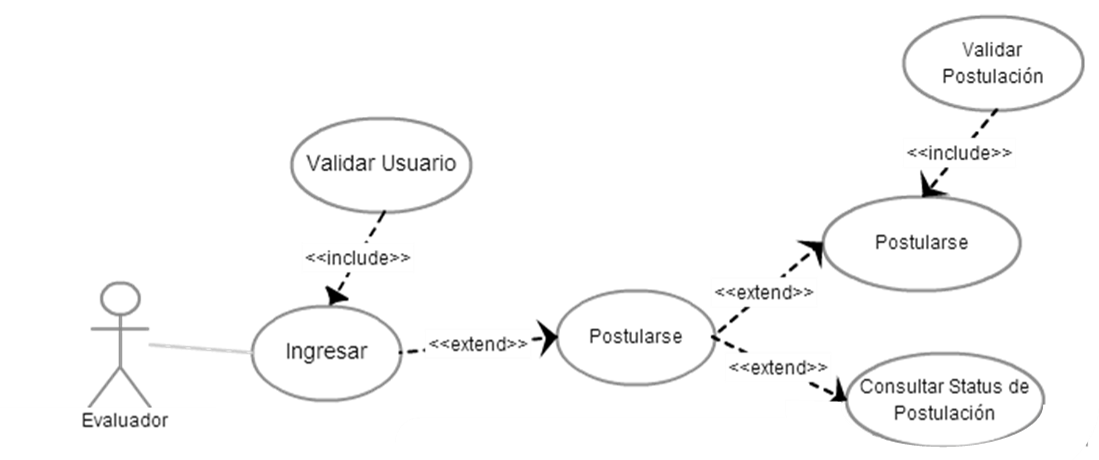 Validar
Postulación
<<include>>
Validar Usuario
<<include>>
Postularse
<<extend>>
Postularse
Ingresar
<<extend>>
<<extend>>
Consultar Status de
Postulación
Evaluador